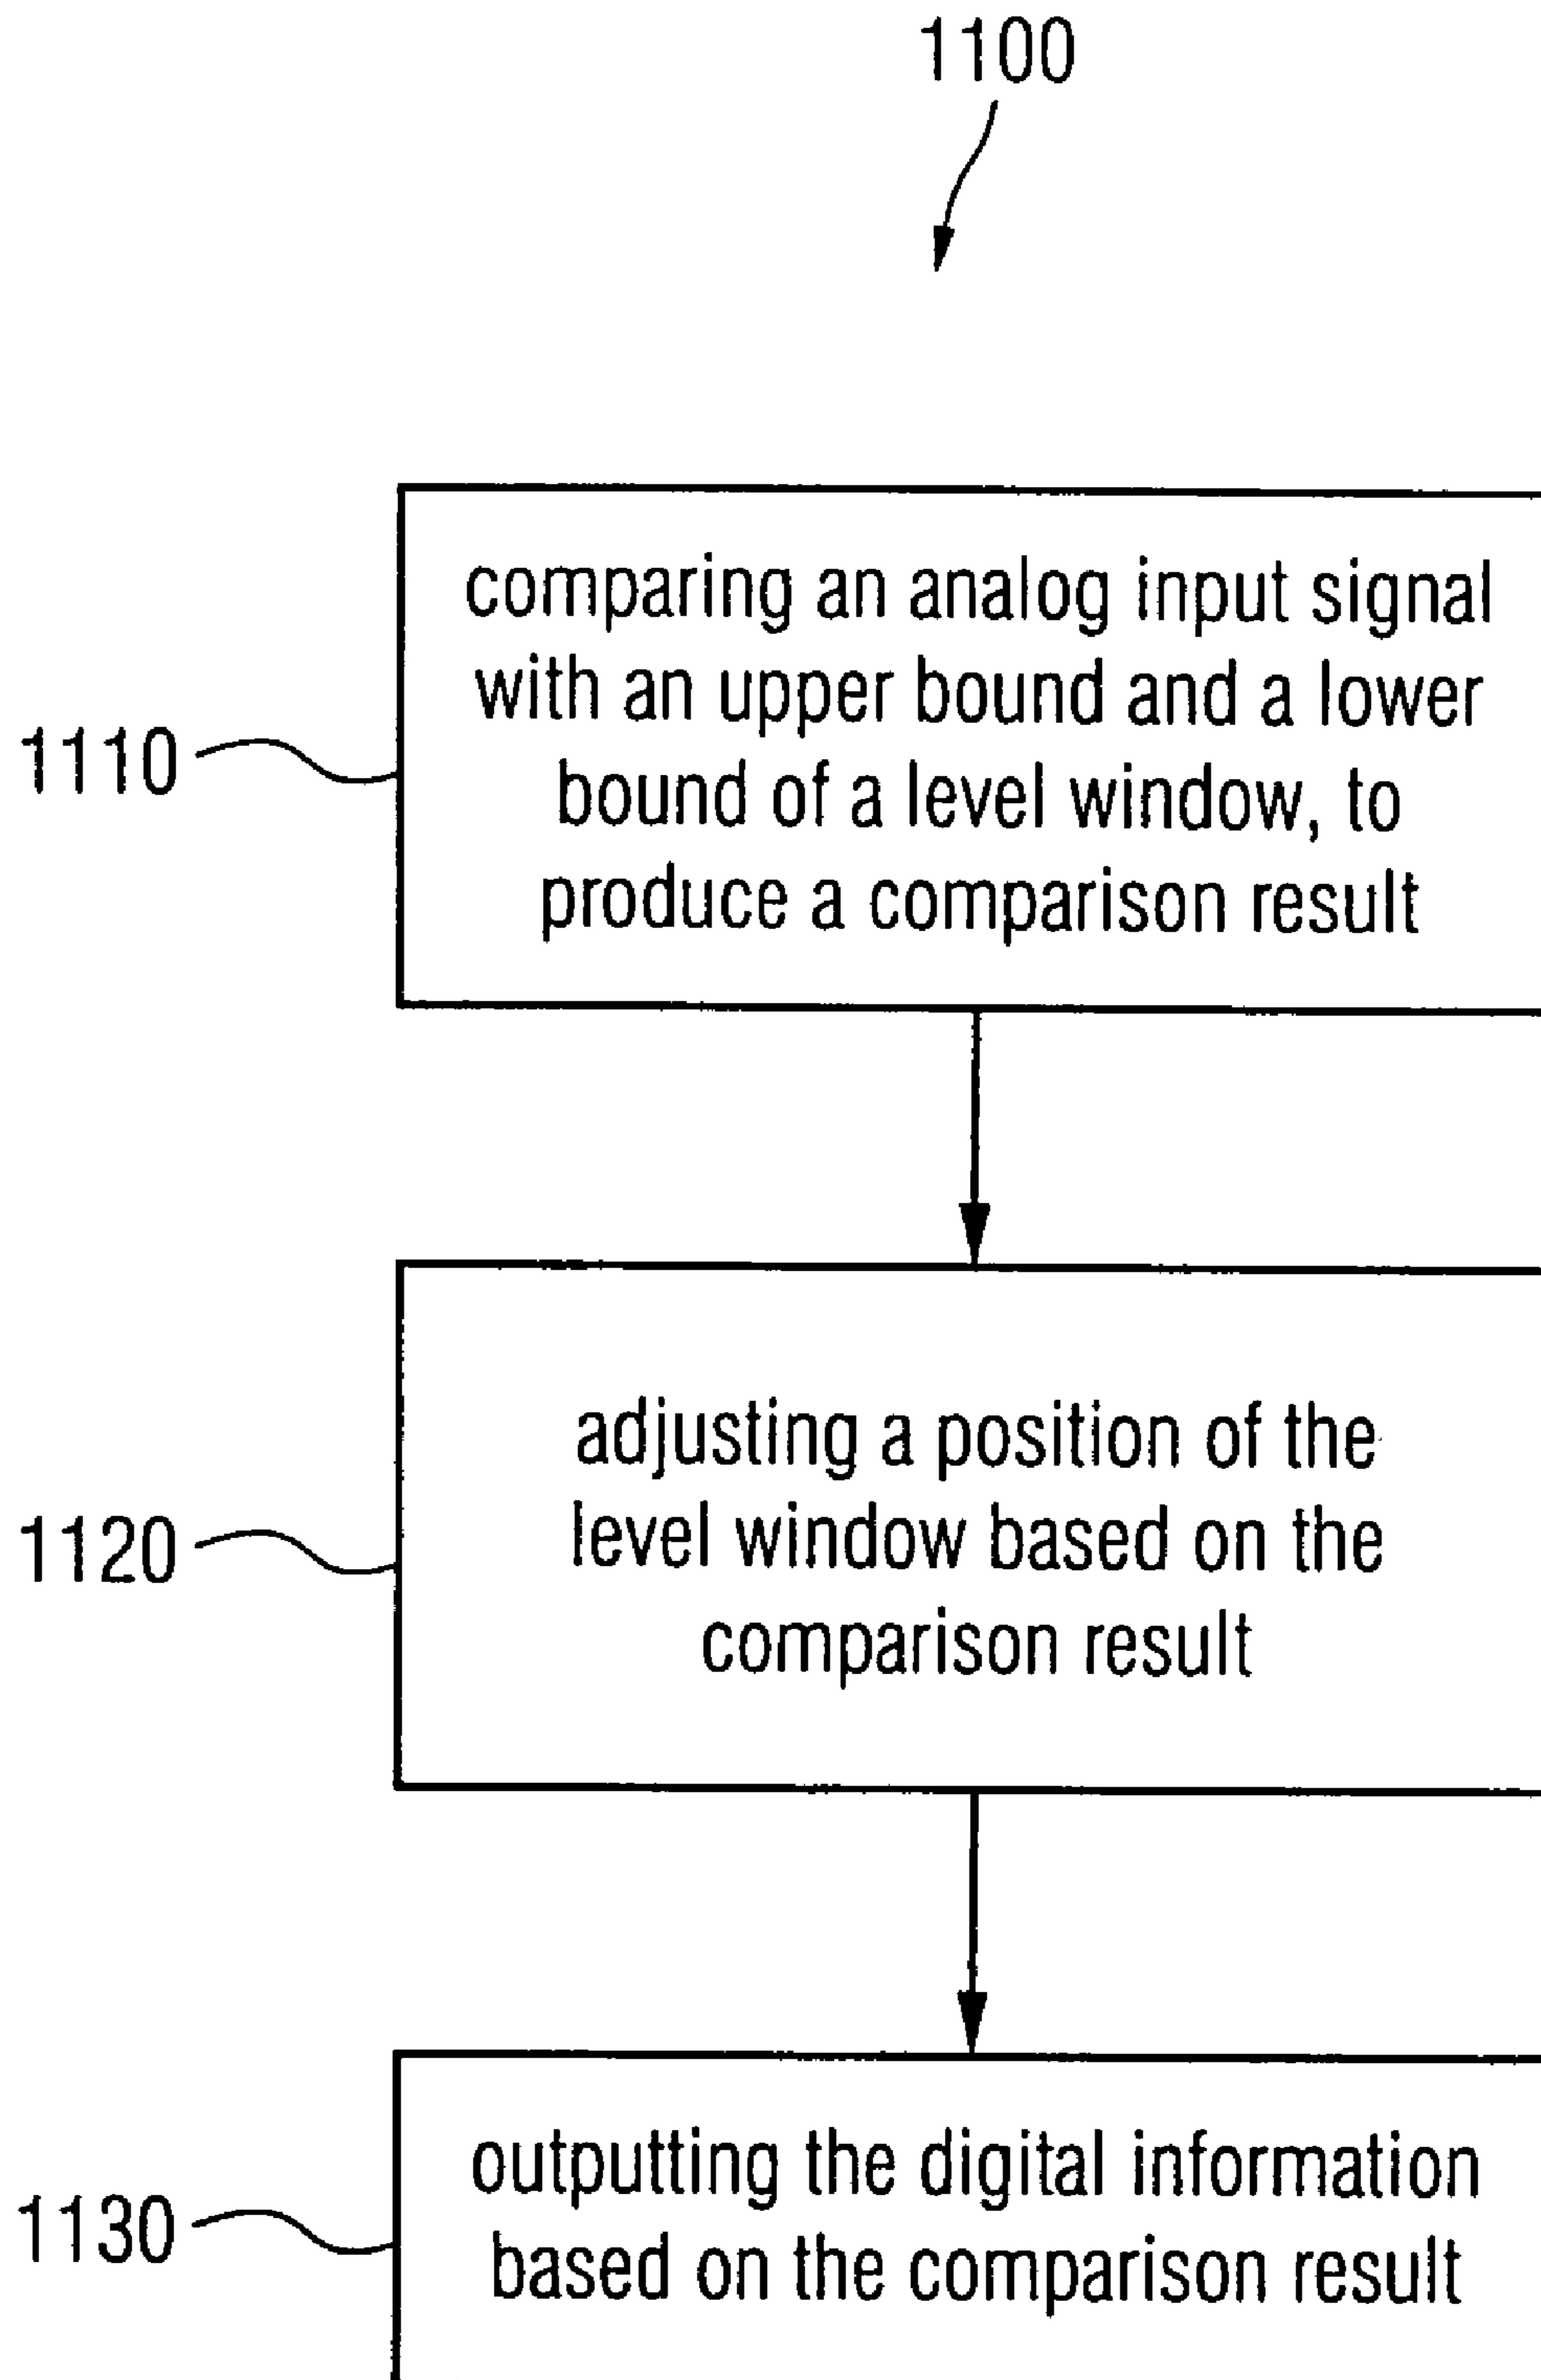 1100
comparing an analog input signal
with an upper bound and a lower
bound of a level window, to
produce a comparison result
1110
adjusting a position of the
level window based on the
comparison result
1120
outputting the digital information
based on the comparison result
1130